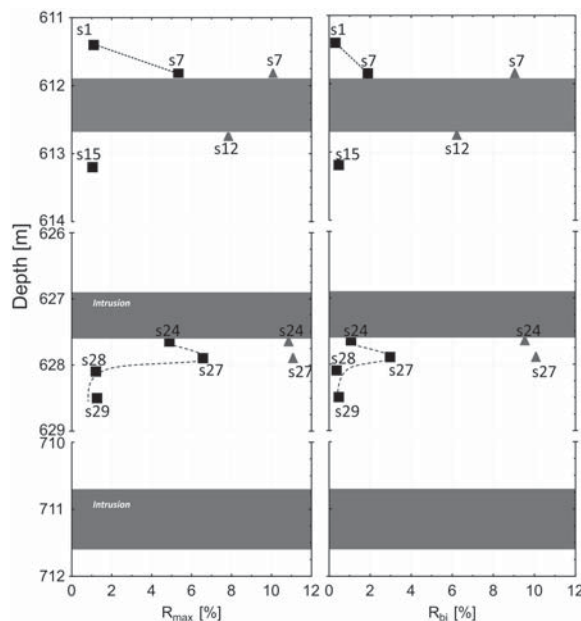 611
612
613
614
626
627
628
629
710
711
712
Depth [m]
s1
s7
s7
s12
s15
Intrusion
s24
s24
s28
s27
s27
s29
Intrusion
0 2 4 6 8 10 12
Rmax [%]
s1
s7
s7
s12
s15
s24
s24
s28
s27
s27
s29
0 2 4 6 8 10 12
Rbi [%]